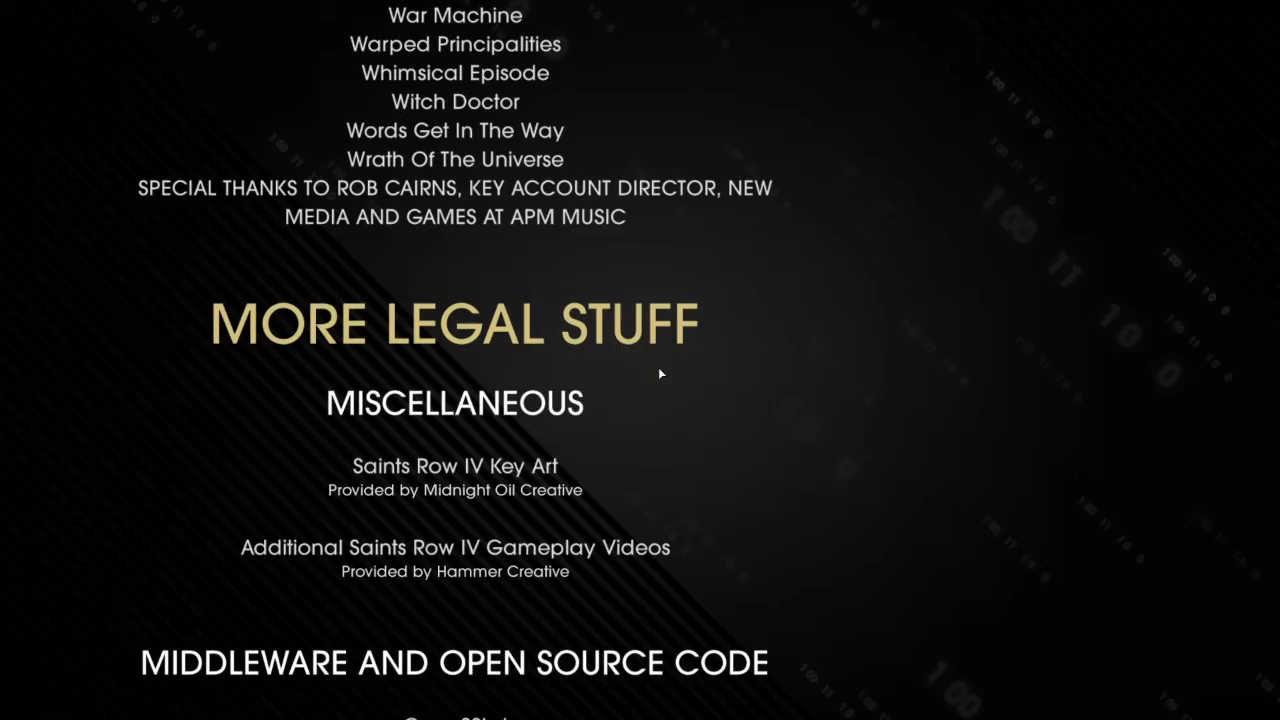 War Machine
Warped Principalities
Whimsical Episode
Witch Doctor
Words Get In The Way
Wrath Of The Universe
SPECIAL THANKS TO ROB CAIRNS, KEY ACCOUNT DIRECTOR, NEW
MEDIA AND GAMES AT APM MUSIC
MORE LEGAL STUFF
MISCELLANEOUS
Saints Row IV Key Art
Provided by Midnight Oil Creative
Additional Saints Row IV Gameplay Videos
Provided by Hammer Creative
MIDDLEWARE AND OPEN SOURCE CODE